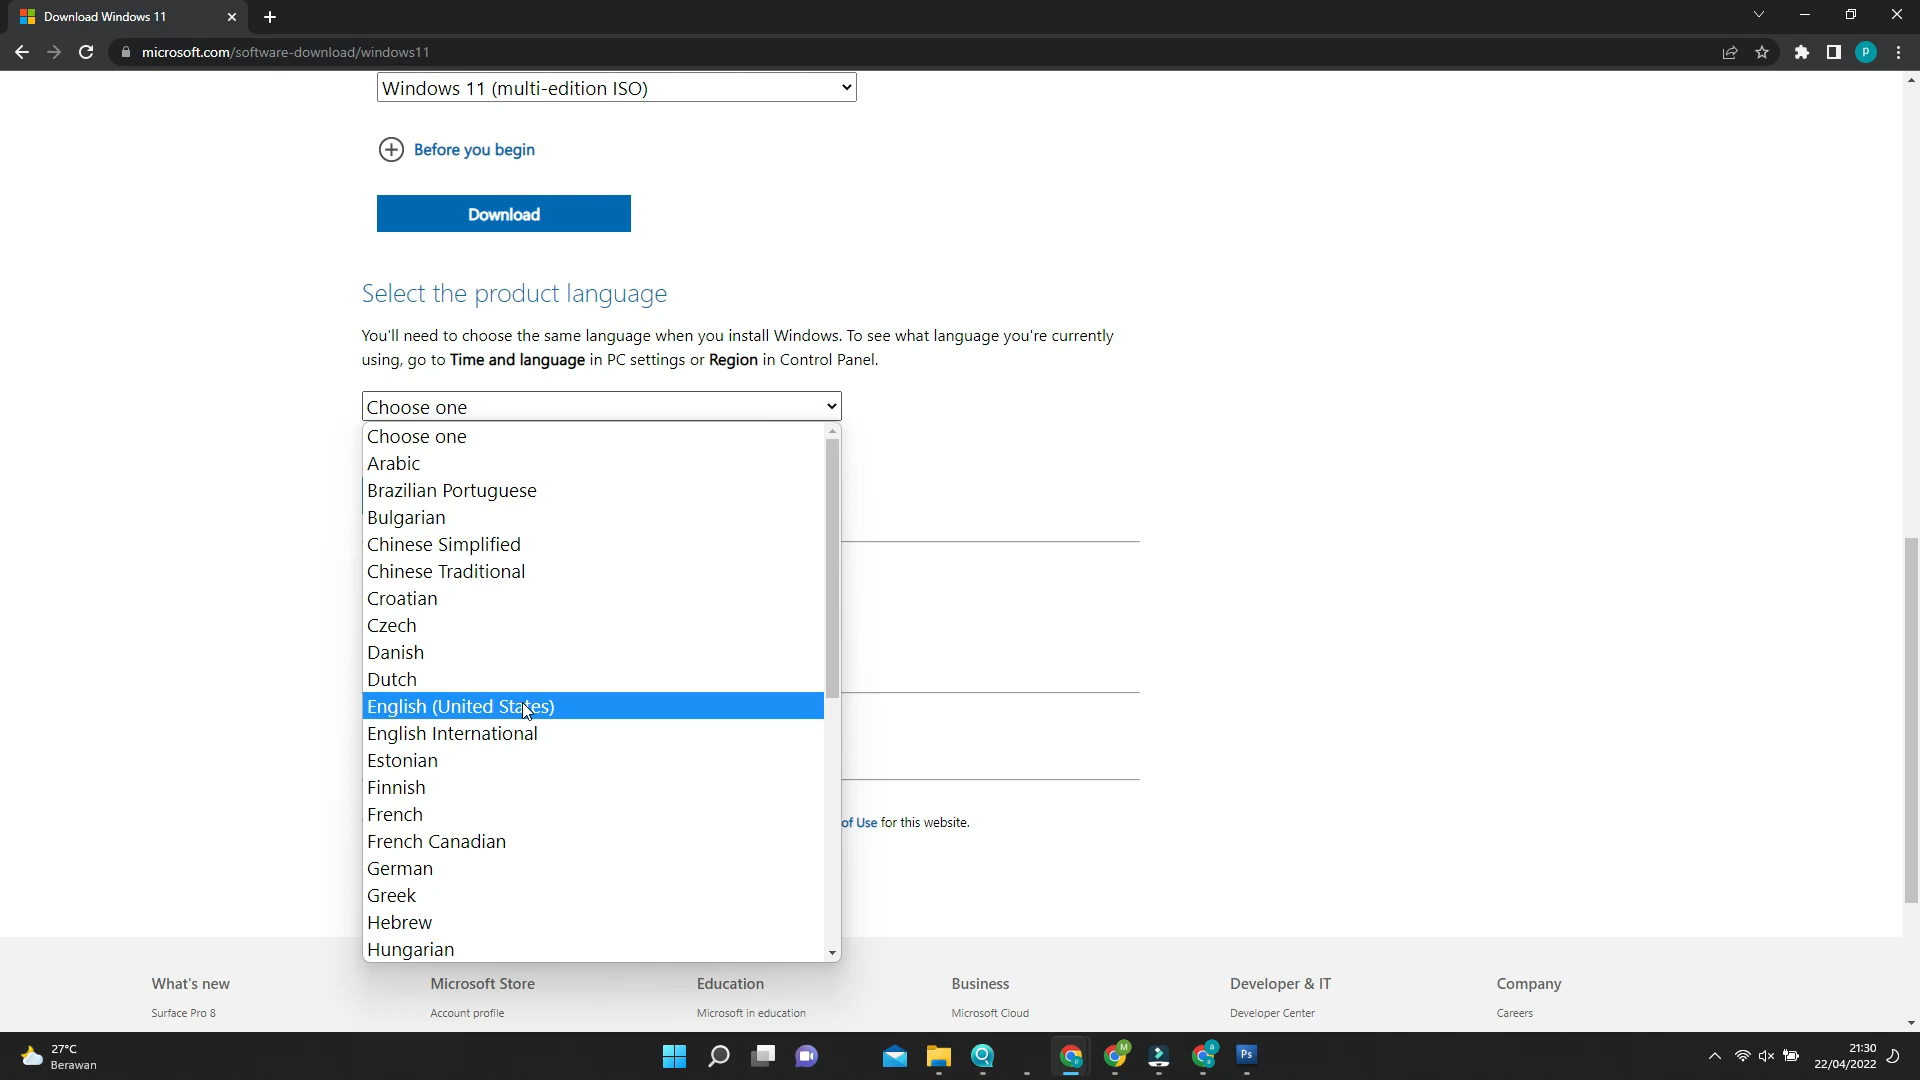 Download Windows 11
microsoft.com/software-download/windows11
P
Windows 11 (multi-edition ISO)
Before you begin
Download
Select the product language
You'll need to choose the same language when you install Windows. To see what language you're currently
using, go to Time and language in PC settings or Region in Control Panel.
Choose one
Choose one
Arabic
Brazilian Portuguese
Bulgarian
Chinese Simplified
Chinese Traditional
Croatian
Czech
Danish
Dutch
English (United States)
English International
Estonian
Finnish
French
French Canadian
German
Greek
Hebrew
Hungarian
of Use for this website.
What's new
Microsoft Store
Education
Business
Developer & IT
Company
Surface Pro 8
Account profile
Microsoft in education
Microsoft Cloud
Developer Center
Careers
27°C
Berawan
M
a
Ps
21:30
22/04/2022